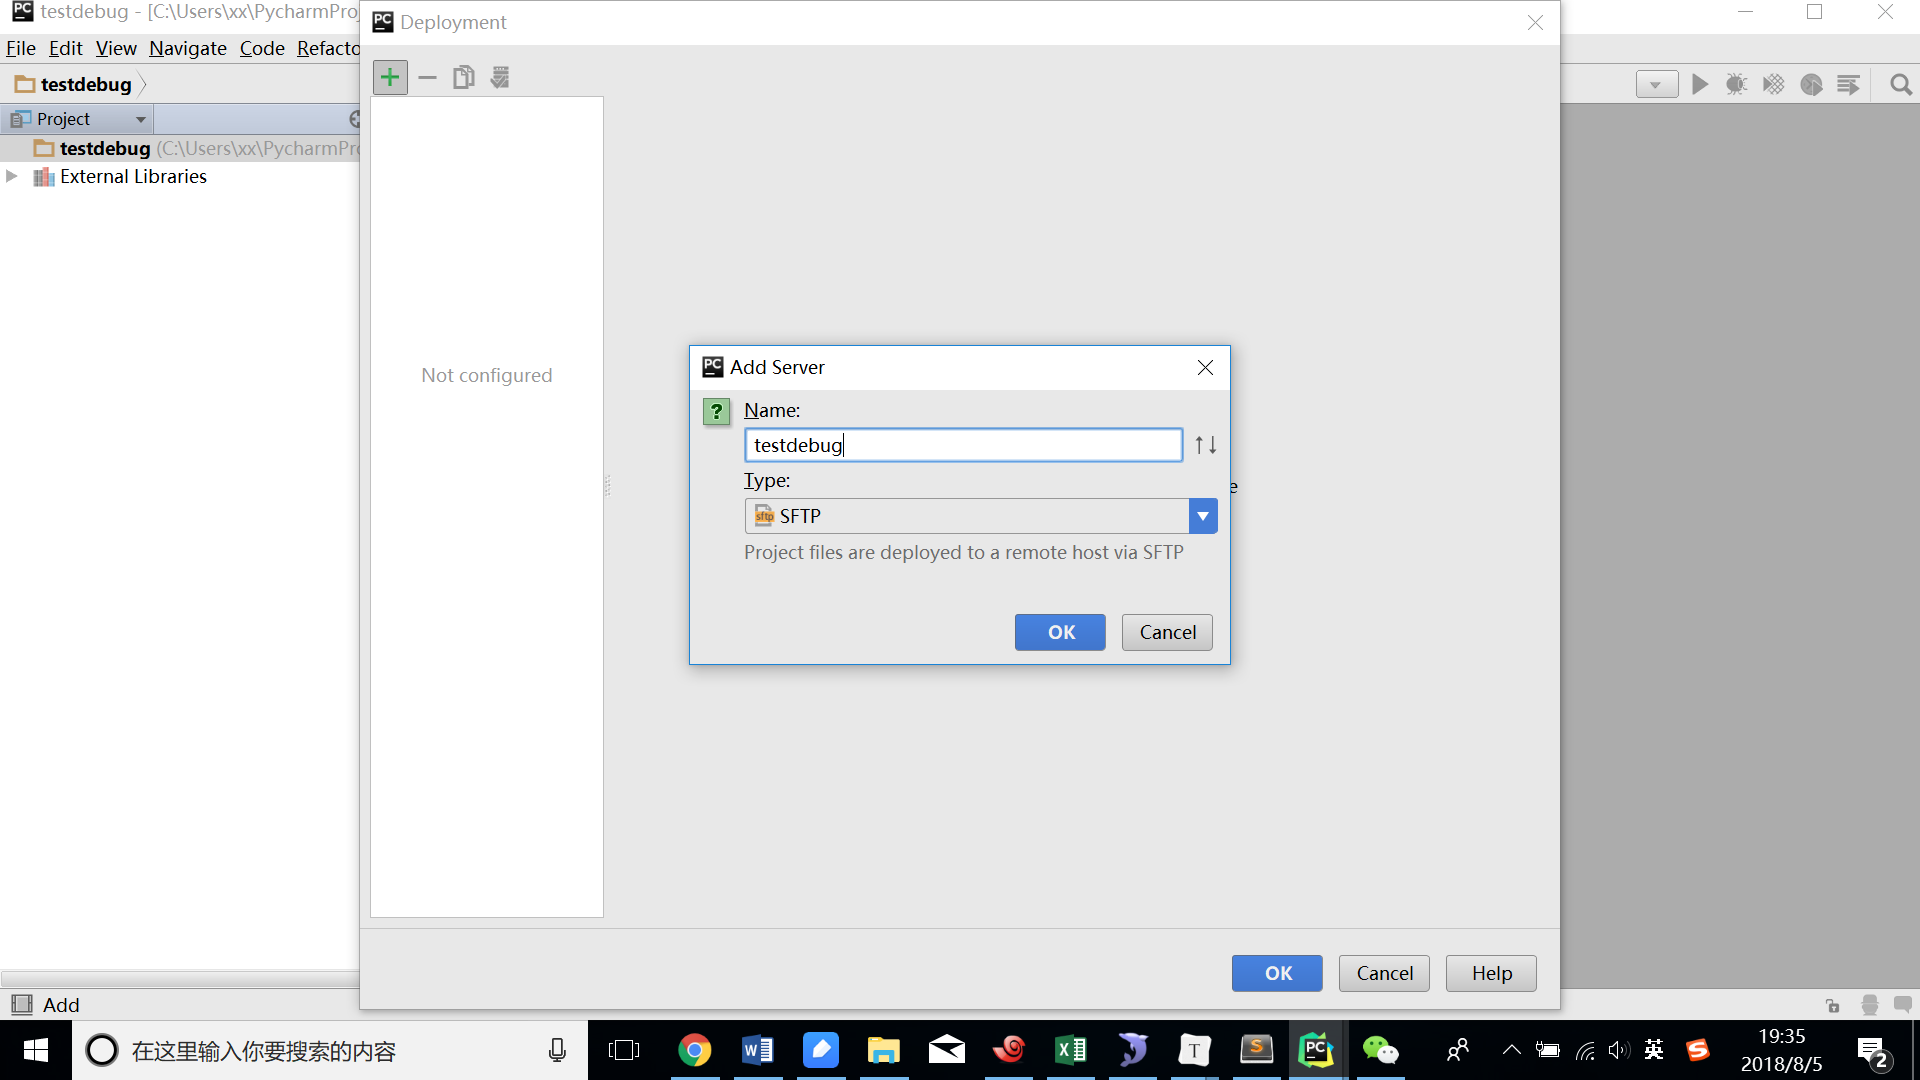 testdebug - [C:\Users\xx\PycharmPro
File Edit View Navigate Code Refacto
testdebug
Project
testdebug (C:\Users\xx\PycharmPro
External Libraries
Deployment
Not configured
Add Server
Name:
testdebug
Type:
SFTP
Project files are deployed to a remote host via SFTP
OK Cancel
e
OK Cancel Help
Add
在这里输入你要搜索的内容
英
19:35
2018/8/5
2